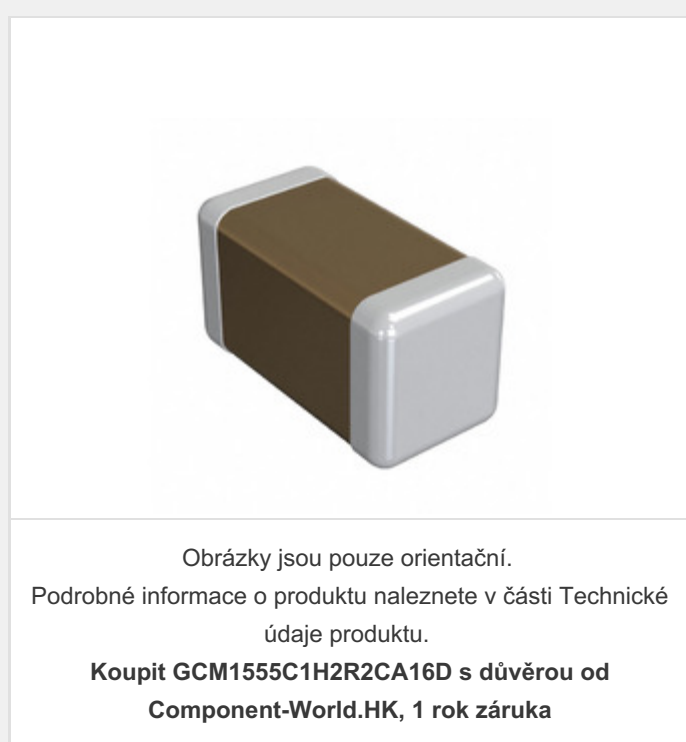 Obrázky jsou pouze orientační.
Podrobné informace o produktu naleznete v části Technické
údaje produktu.
Koupit GCM1555C1H2R2CA16D s důvěrou od
Component-World.HK, 1 rok záruka